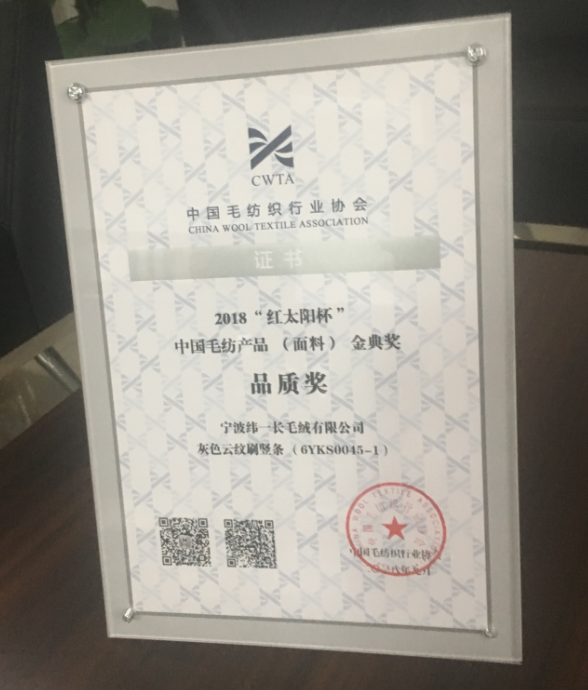 CWTA
中国毛纺织行业协会
CHINA WOOL TEXTILE ASSOCIATION
证书
2018“红太阳杯”
中国毛纺产品（面料）金典奖
品质奖
宁波纬一长毛绒有限公司
灰色云纹刷竖条（6YKS0045-1）
中国毛纺织行业协